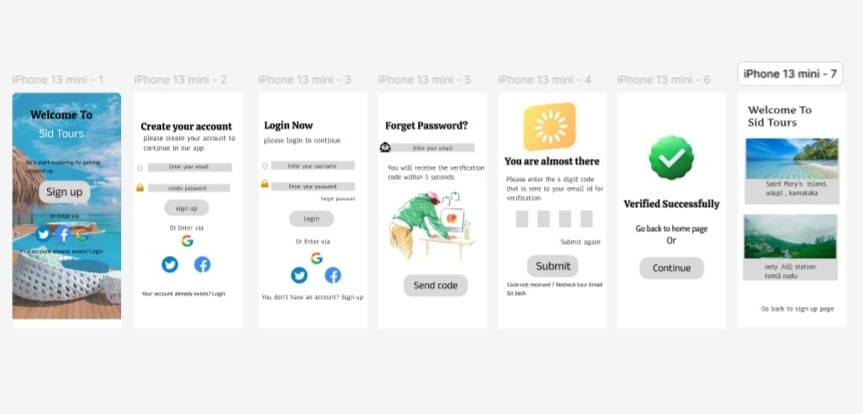 iPhone 13 mini - 1
Welcome To
Sid Tours
let's start exploring by getting
signed up
Sign up
Or Enter via
Your account already exists? Login
iPhone 13 mini - 2
Create your account
please create your account to
continue in our app
Enter your email
create password
sign up
Or Enter via
Your account already exists? Login
iPhone 13 mini - 3
Login Now
please login to continue
Enter your username
Enter your password
forget password
login
Or Enter via
You don't have an account? Sign up
iPhone 13 mini - 5
Forget Password?
Enter your email
You will receive the verification
code within 5 seconds
Send code
iPhone 13 mini - 4
You are almost there
Please enter the 4 digit code
that is sent to your email id for
verification
Submit again
Submit
Code not received ? Recheck your Email
Go back
iPhone 13 mini - 6
Verified Successfully
Go back to home page
Or
Continue
iPhone 13 mini - 7
Welcome To
Sid Tours
Saint Mary's island,
udupi , karnataka
ooty ,hill station
tamil nadu
Go back to sign up page